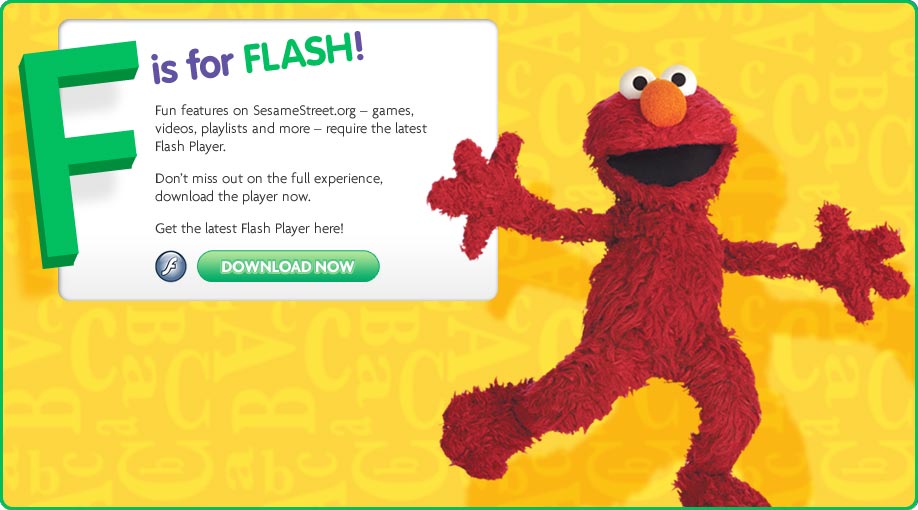 F is for FLASH!
Fun features on SesameStreet.org – games,
videos, playlists and more – require the latest
Flash Player.
Don't miss out on the full experience,
download the player now.
Get the latest Flash Player here!
f DOWNLOAD NOW